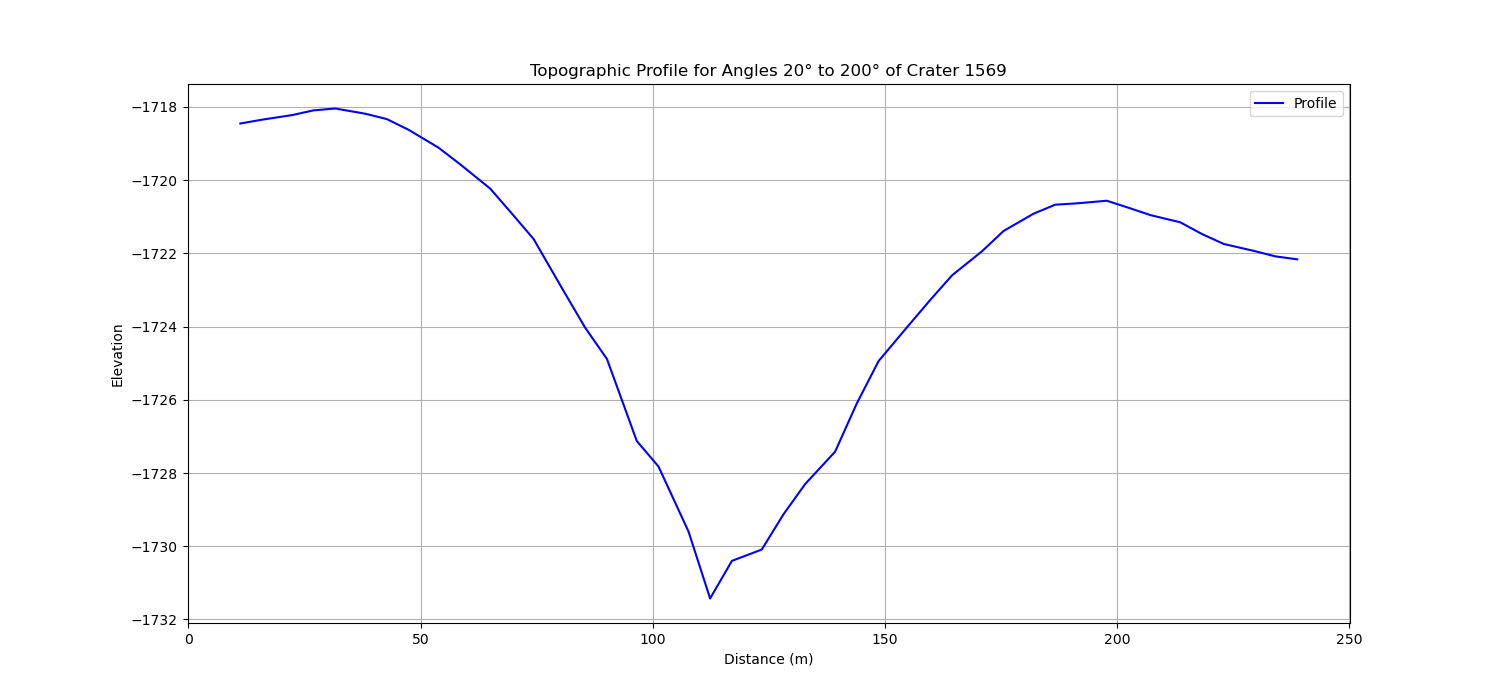 Topographic Profile for Angles 20° to 200° of Crater 1569
Profile
−1718
−1720
−1722
−1724
−1726
−1728
−1730
−1732
Elevation
0 50 100 150 200 250
Distance (m)